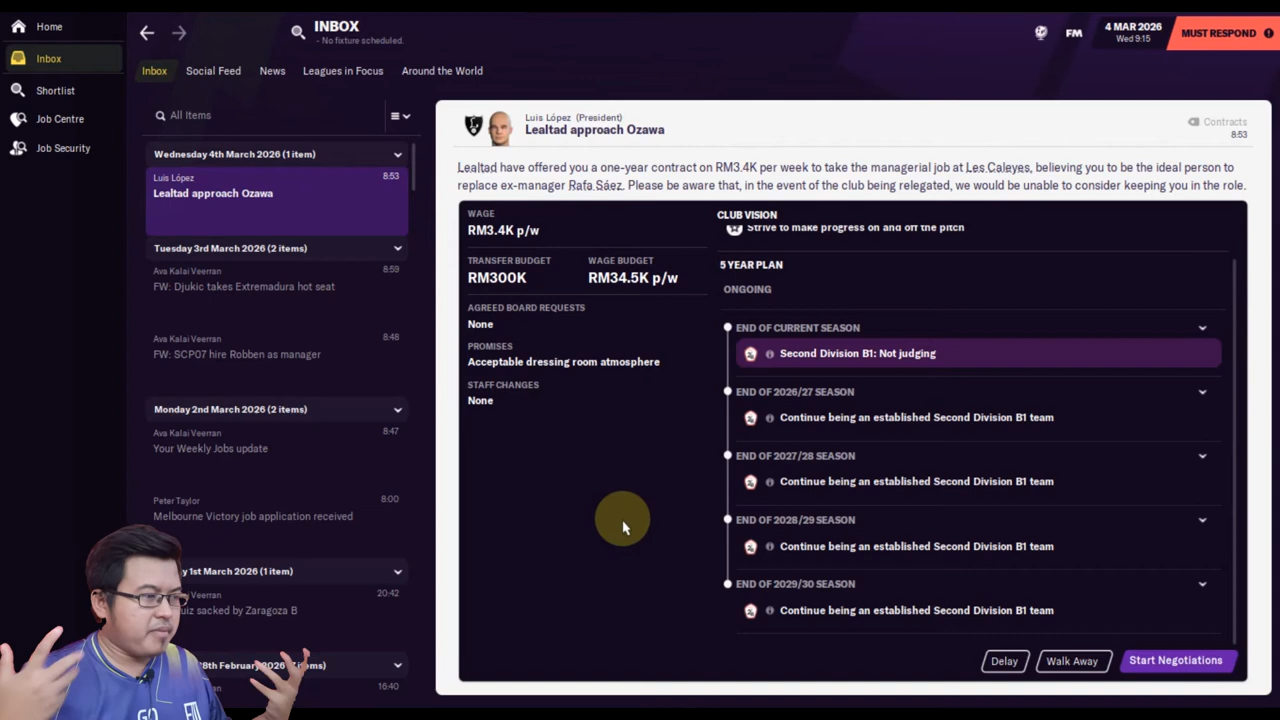 Home
Inbox
Shortlist
Job Centre
Job Security
INBOX
- No fixture scheduled.
FM
4 MAR 2026
Wed 9:15
MUST RESPOND
Inbox
Social Feed
News
Leagues in Focus
Around the World
All Items
Wednesday 4th March 2026 (1 item)
Luis López
8:53
Lealtad approach Ozawa
Tuesday 3rd March 2026 (2 items)
Ava Kalai Veerran
8:59
FW: Djukic takes Extremadura hot seat
Ava Kalai Veerran
8:48
FW: SCP07 hire Robben as manager
Monday 2nd March 2026 (2 items)
Ava Kalai Veerran
8:47
Your Weekly Jobs update
Peter Taylor
8:00
Melbourne Victory job application received
1st March 2026 (1 item)
Veerran
20:42
sacked by Zaragoza B
8th February 2026
items)
16:40
Luis López (President)
Lealtad approach Ozawa
Contracts
8:53
Lealtad have offered you a one-year contract on RM3.4K per week to take the managerial job at Les Caleyes, believing you to be the ideal person to
replace ex-manager Rafa Sáez. Please be aware that, in the event of the club being relegated, we would be unable to consider keeping you in the role.
WAGE
RM3.4K p/w
TRANSFER BUDGET
WAGE BUDGET
RM300K
RM34.5K p/w
AGREED BOARD REQUESTS
None
PROMISES
Acceptable dressing room atmosphere
STAFF CHANGES
None
CLUB VISION
Strive to make progress on and off the pitch
5 YEAR PLAN
ONGOING
END OF CURRENT SEASON
Second Division B1: Not judging
END OF 2026/27 SEASON
Continue being an established Second Division B1 team
END OF 2027/28 SEASON
Continue being an established Second Division B1 team
END OF 2028/29 SEASON
Continue being an established Second Division B1 team
END OF 2029/30 SEASON
Continue being an established Second Division B1 team
Delay
Walk Away
Start Negotiations